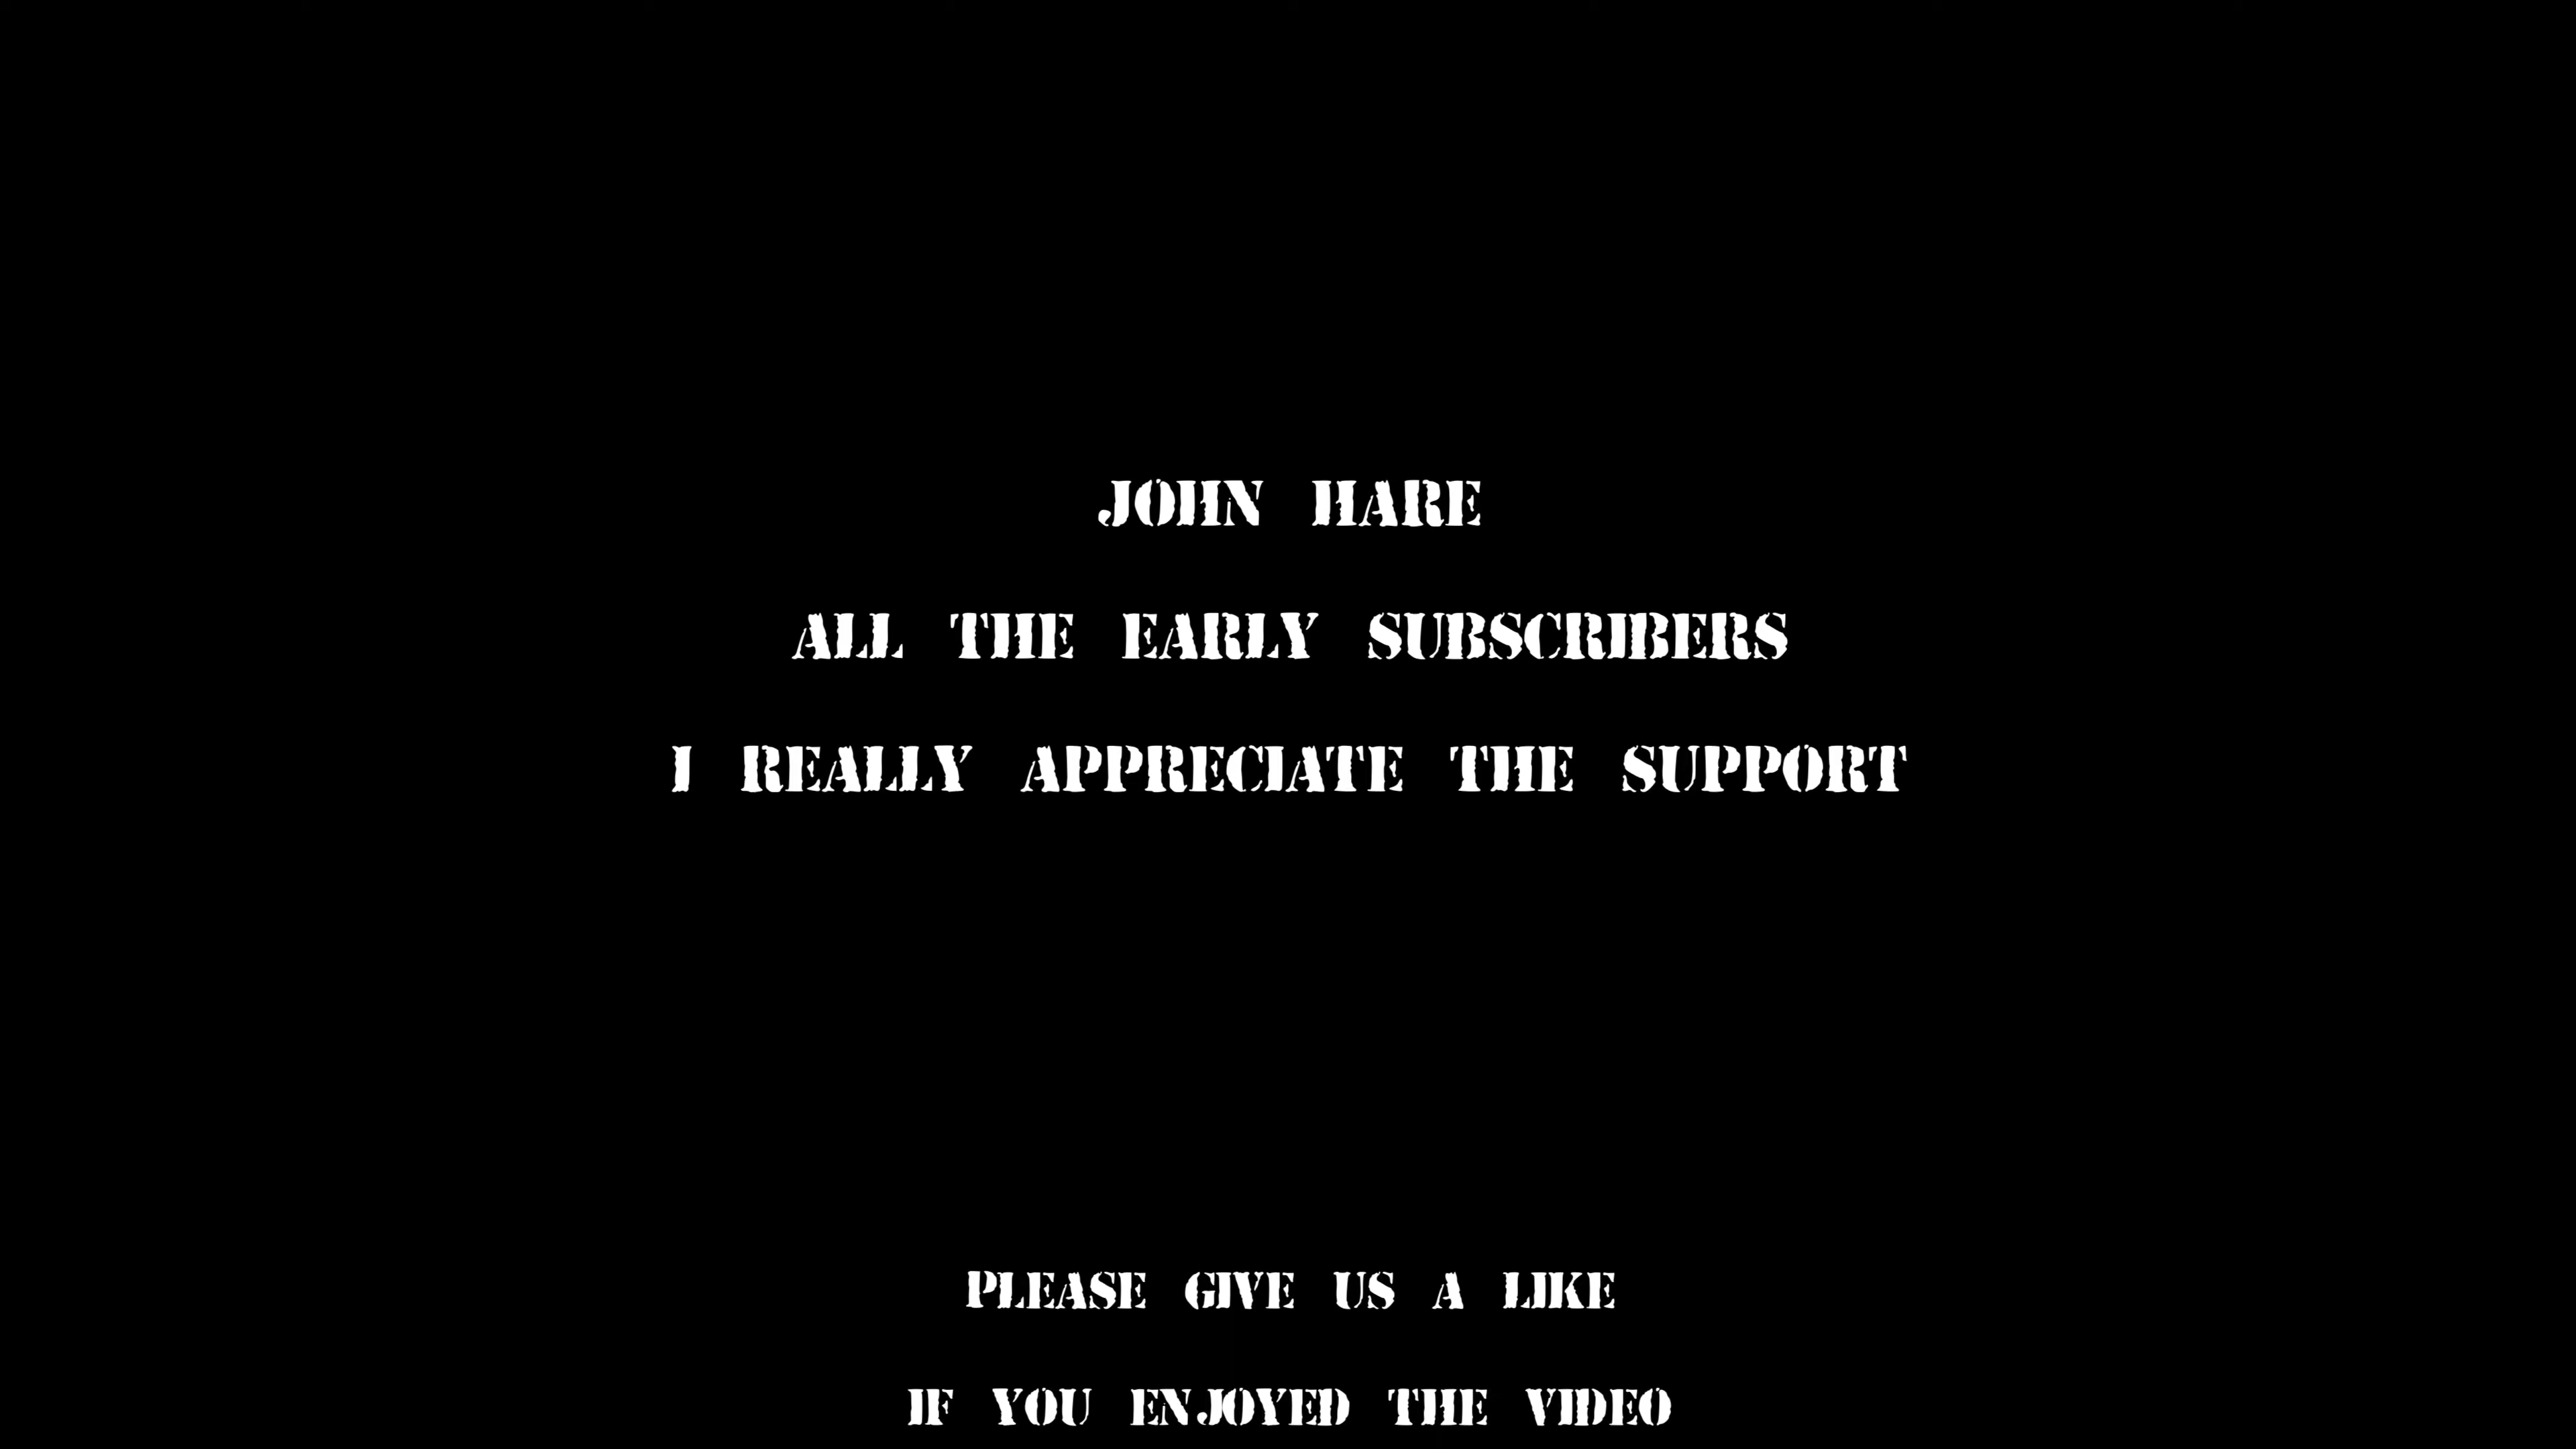 JOHN HARE
ALL THE EARLY SUBSCRIBERS
I REALLY APPRECIATE THE SUPPORT
PLEASE GIVE US A LIKE
IF YOU ENJOYED THE VIDEO